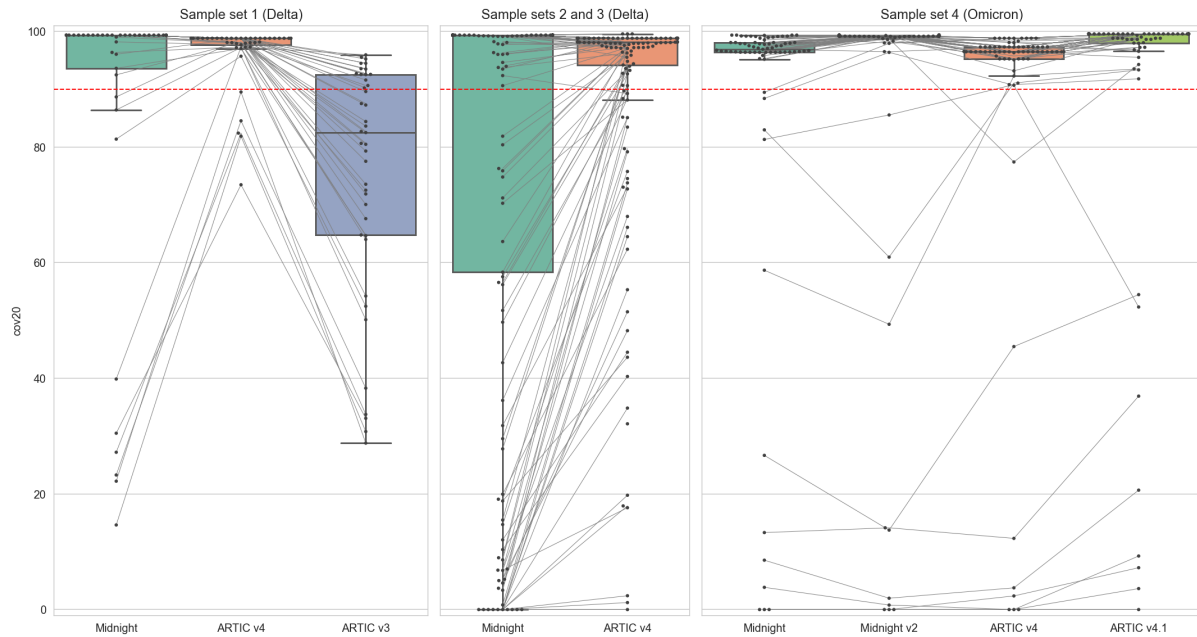 Sample set 1 (Delta)
Sample sets 2 and 3 (Delta)
Sample set 4 (Omicron)
100
80
60
40
20
0
cov20
Midnight
ARTIC v4
ARTIC v3
Midnight
ARTIC v4
Midnight
Midnight v2
ARTIC v4
ARTIC v4.1